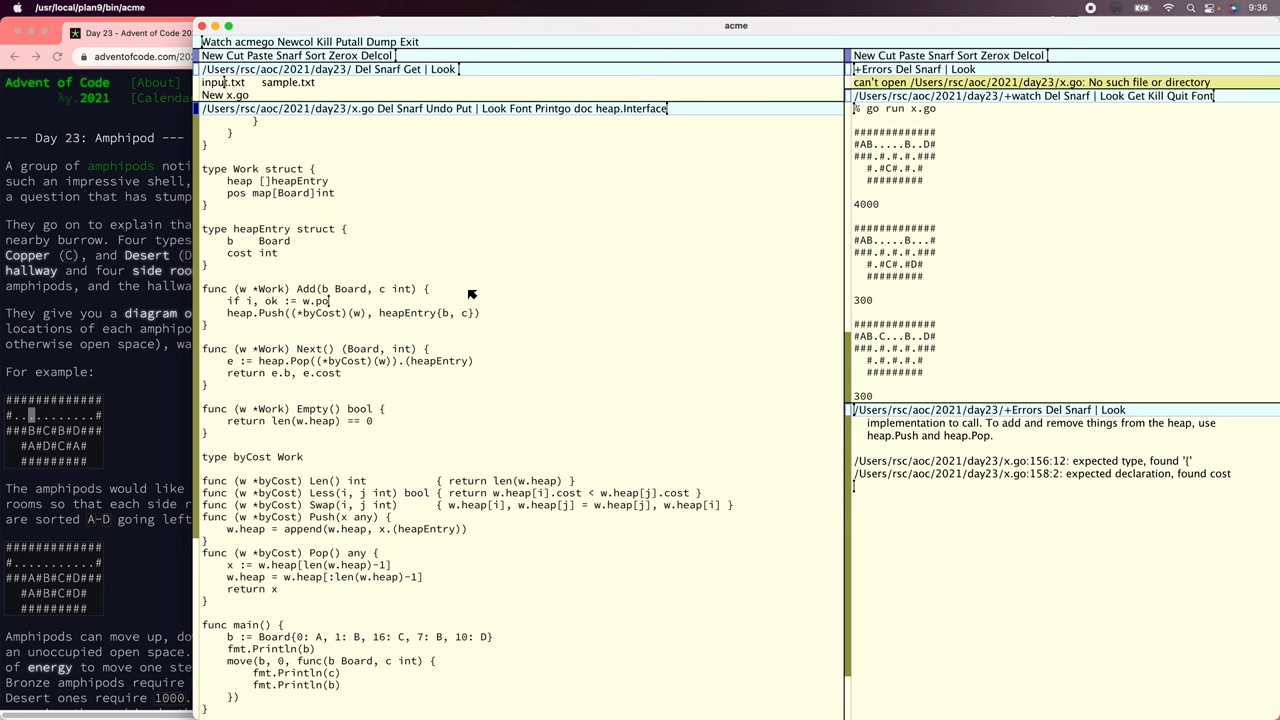 /usr/local/plan9/bin/acme
9:36
Day 23 - Advent of Code 20
adventofcode.com/202
Advent of Code [About]
2021 [Calendar
--- Day 23: Amphipod ---
A group of amphipods noti
such an impressive shell,
a question that has stump
They go on to explain tha
nearby burrow. Four types
Copper (C), and Desert (D
hallway and four side roo
amphipods, and the hallwa
They give you a diagram o
locations of each amphipo
otherwise open space), wa
For example:
#############
#...........#
###B#C#B#D###
#A#D#C#A#
#########
The amphipods would like
rooms so that each side r
are sorted A-D going left
#############
#...........#
###A#B#C#D###
#A#B#C#D#
#########
Amphipods can move up, do
an unoccupied open space.
of energy to move one ste
Bronze amphipods require
Desert ones require 1000.
acme
Watch acmego Newcol Kill Putall Dump Exit
New Cut Paste Snarf Sort Zerox Delcol
/Users/rsc/aoc/2021/day23/ Del Snarf Get | Look
input.txt sample.txt
New x.go
/Users/rsc/aoc/2021/day23/x.go Del Snarf Undo Put | Look Font Printgo doc heap.Interface
}
}
}
type Work struct {
heap []heapEntry
pos map[Board]int
}
type heapEntry struct {
b Board
cost int
}
func (w *Work) Add(b Board, c int) {
if i, ok := w.po
heap.Push((*byCost)(w), heapEntry{b, c})
}
func (w *Work) Next() (Board, int) {
e := heap.Pop((*byCost)(w)).(heapEntry)
return e.b, e.cost
}
func (w *Work) Empty() bool {
return len(w.heap) == 0
}
type byCost Work
func (w *byCost) Len() int { return len(w.heap) }
func (w *byCost) Less(i, j int) bool { return w.heap[i].cost < w.heap[j].cost }
func (w *byCost) Swap(i, j int) { w.heap[i], w.heap[j] = w.heap[j], w.heap[i] }
func (w *byCost) Push(x any) {
w.heap = append(w.heap, x.(heapEntry))
}
func (w *byCost) Pop() any {
x := w.heap[len(w.heap)-1]
w.heap = w.heap[:len(w.heap)-1]
return x
}
func main() {
b := Board{0: A, 1: B, 16: C, 7: B, 10: D}
fmt.Println(b)
move(b, 0, func(b Board, c int) {
fmt.Println(c)
fmt.Println(b)
})
}
New Cut Paste Snarf Sort Zerox Delcol
+Errors Del Snarf | Look
can't open /Users/rsc/aoc/2021/day23/x.go: No such file or directory
/Users/rsc/aoc/2021/day23/+watch Del Snarf | Look Get Kill Quit Font
% go run x.go
#############
#AB.....B..D#
###.#.#.#.###
#.#C#.#.#
#########
4000
#############
#AB.....B...#
###.#.#.#.###
#.#C#.#D#
#########
300
#############
#AB.C...B..D#
###.#.#.#.###
#.#.#.#.#
#########
300
/Users/rsc/aoc/2021/day23/+Errors Del Snarf | Look
implementation to call. To add and remove things from the heap, use
heap.Push and heap.Pop.
/Users/rsc/aoc/2021/day23/x.go:156:12: expected type, found '{'
/Users/rsc/aoc/2021/day23/x.go:158:2: expected declaration, found cost